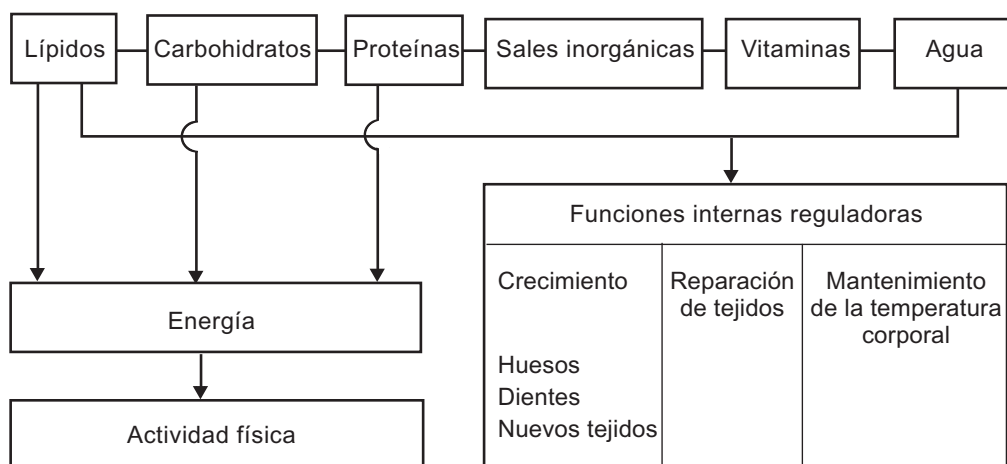 Lípidos
Carbohidratos
Proteínas
Sales inorgánicas
Vitaminas
Agua
Energía
Actividad física
Funciones internas reguladoras
Crecimiento
Huesos
Dientes
Nuevos tejidos
Reparación
de tejidos
Mantenimiento
de la temperatura
corporal